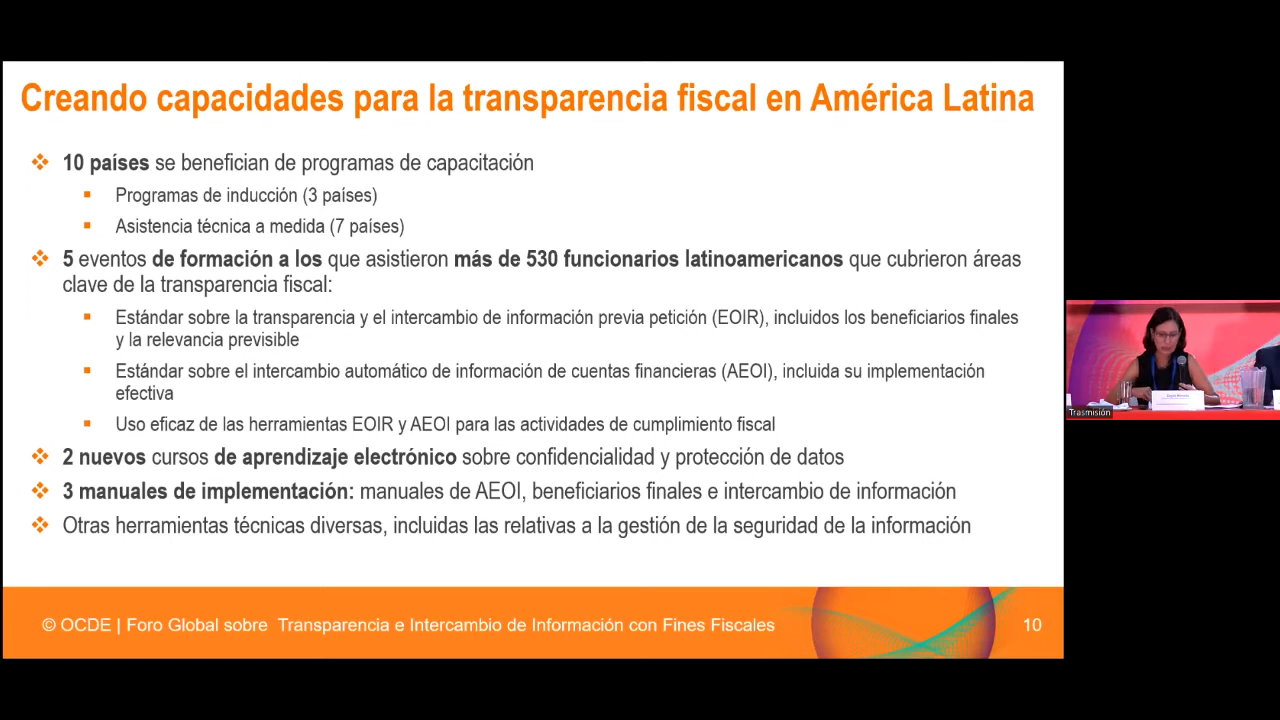 Creando capacidades para la transparencia fiscal en América Latina
10 países se benefician de programas de capacitación
Programas de inducción (3 países)
Asistencia técnica a medida (7 países)
5 eventos de formación a los que asistieron más de 530 funcionarios latinoamericanos que cubrieron áreas
clave de la transparencia fiscal:
Estándar sobre la transparencia y el intercambio de información previa petición (EOIR), incluidos los beneficiarios finales
y la relevancia previsible
Estándar sobre el intercambio automático de información de cuentas financieras (AEOI), incluida su implementación
efectiva
Uso eficaz de las herramientas EOIR y AEOI para las actividades de cumplimiento fiscal
2 nuevos cursos de aprendizaje electrónico sobre confidencialidad y protección de datos
3 manuales de implementación: manuales de AEOI, beneficiarios finales e intercambio de información
Otras herramientas técnicas diversas, incluidas las relativas a la gestión de la seguridad de la información
© OCDE | Foro Global sobre Transparencia e Intercambio de Información con Fines Fiscales
10
Trasmisión